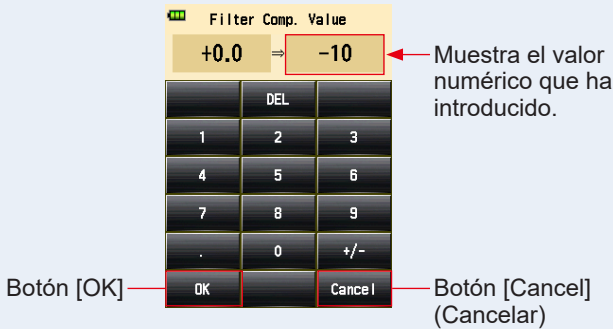 Filter Comp. Value
+0.0 ⇒ -10
Muestra el valor
numérico que ha
introducido.
DEL
1 2 3
4 5 6
7 8 9
. 0 +/-
Botón [OK]
OK Cancel
Botón [Cancel]
(Cancelar)